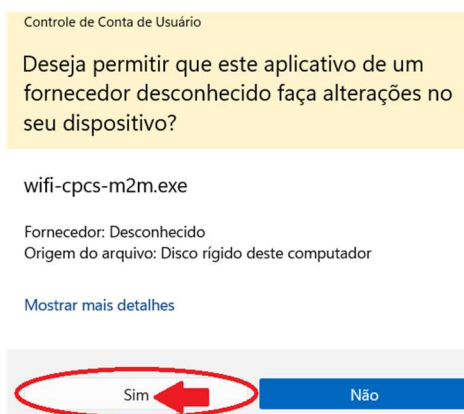 Controle de Conta de Usuário
Deseja permitir que este aplicativo de um
fornecedor desconhecido faça alterações no
seu dispositivo?
wifi-cpcs-m2m.exe
Fornecedor: Desconhecido
Origem do arquivo: Disco rígido deste computador
Mostrar mais detalhes
Sim
Não